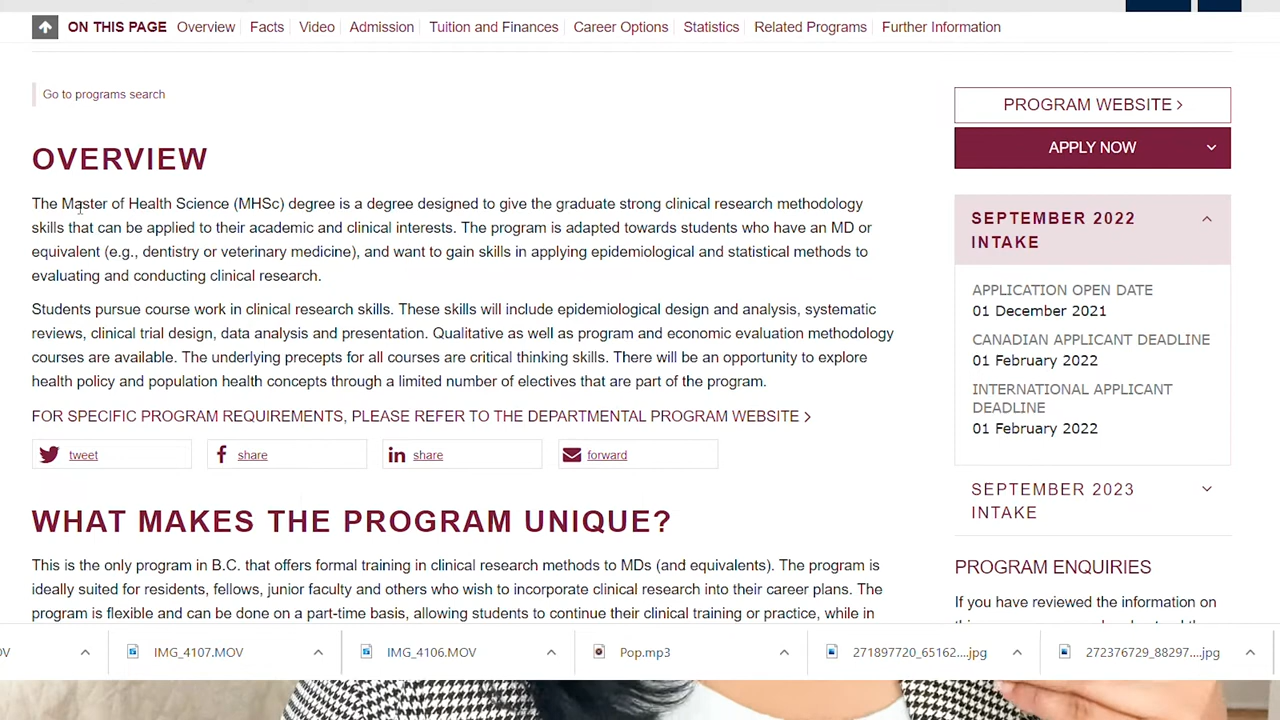 ON THIS PAGE Overview Facts Video Admission Tuition and Finances Career Options Statistics Related Programs Further Information
Go to programs search
OVERVIEW
The Master of Health Science (MHSc) degree is a degree designed to give the graduate strong clinical research methodology
skills that can be applied to their academic and clinical interests. The program is adapted towards students who have an MD or
equivalent (e.g., dentistry or veterinary medicine), and want to gain skills in applying epidemiological and statistical methods to
evaluating and conducting clinical research.
Students pursue course work in clinical research skills. These skills will include epidemiological design and analysis, systematic
reviews, clinical trial design, data analysis and presentation. Qualitative as well as program and economic evaluation methodology
courses are available. The underlying precepts for all courses are critical thinking skills. There will be an opportunity to explore
health policy and population health concepts through a limited number of electives that are part of the program.
FOR SPECIFIC PROGRAM REQUIREMENTS, PLEASE REFER TO THE DEPARTMENTAL PROGRAM WEBSITE
tweet share share forward
WHAT MAKES THE PROGRAM UNIQUE?
This is the only program in B.C. that offers formal training in clinical research methods to MDs (and equivalents). The program is
ideally suited for residents, fellows, junior faculty and others who wish to incorporate clinical research into their career plans. The
program is flexible and can be done on a part-time basis, allowing students to continue their clinical training or practice, while in
PROGRAM WEBSITE
APPLY NOW
SEPTEMBER 2022
INTAKE
APPLICATION OPEN DATE
01 December 2021
CANADIAN APPLICANT DEADLINE
01 February 2022
INTERNATIONAL APPLICANT
DEADLINE
01 February 2022
SEPTEMBER 2023
INTAKE
PROGRAM ENQUIRIES
If you have reviewed the information on
OV IMG_4107.MOV IMG_4106.MOV Pop.mp3 271897720_65162....jpg 272376729_88297....jpg